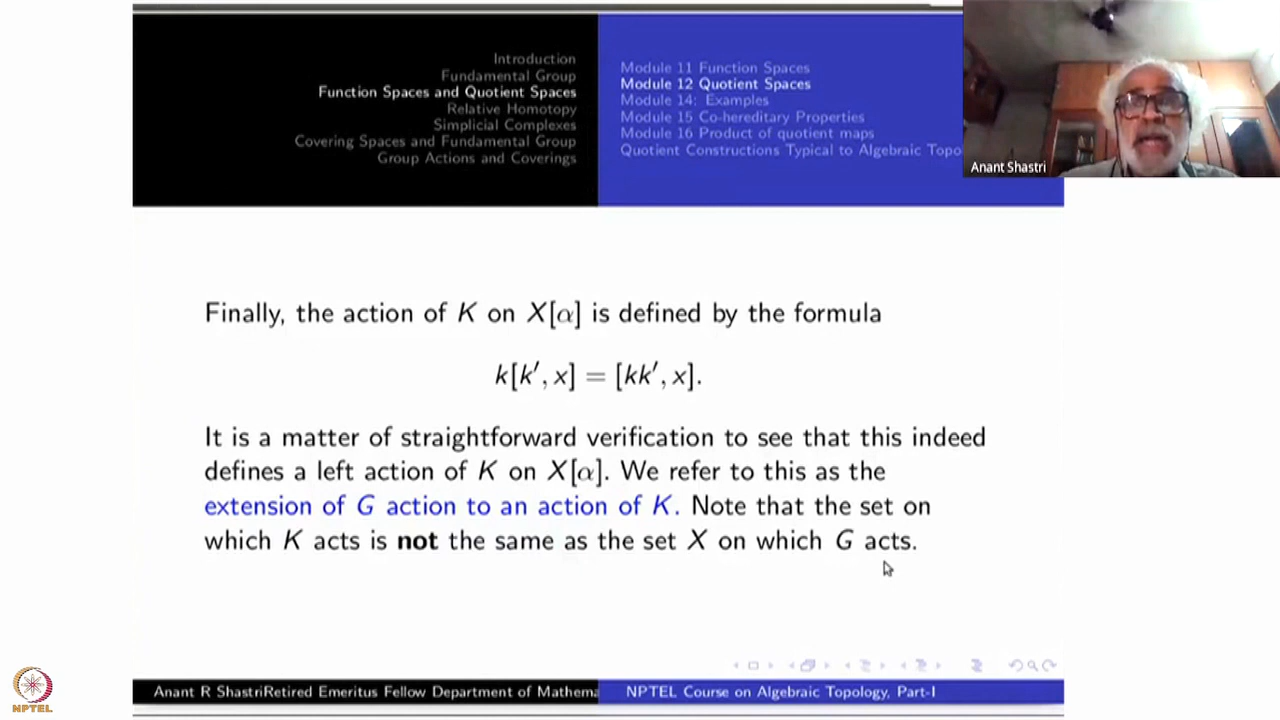 Introduction
Fundamental Group
Function Spaces and Quotient Spaces
Relative Homotopy
Simplicial Complexes
Covering Spaces and Fundamental Group
Group Actions and Coverings
Module 11 Function Spaces
Module 12 Quotient Spaces
Module 14: Examples
Module 15 Co-hereditary Properties
Module 16 Product of quotient maps
Quotient Constructions Typical to Algebraic Topo
Anant Shastri
Finally, the action of K on X[α] is defined by the formula
k[k′, x] = [kk′, x].
It is a matter of straightforward verification to see that this indeed
defines a left action of K on X[α]. We refer to this as the
extension of G action to an action of K. Note that the set on
which K acts is not the same as the set X on which G acts.
NPTEL
Anant R ShastriRetired Emeritus Fellow Department of Mathema
NPTEL Course on Algebraic Topology, Part-I